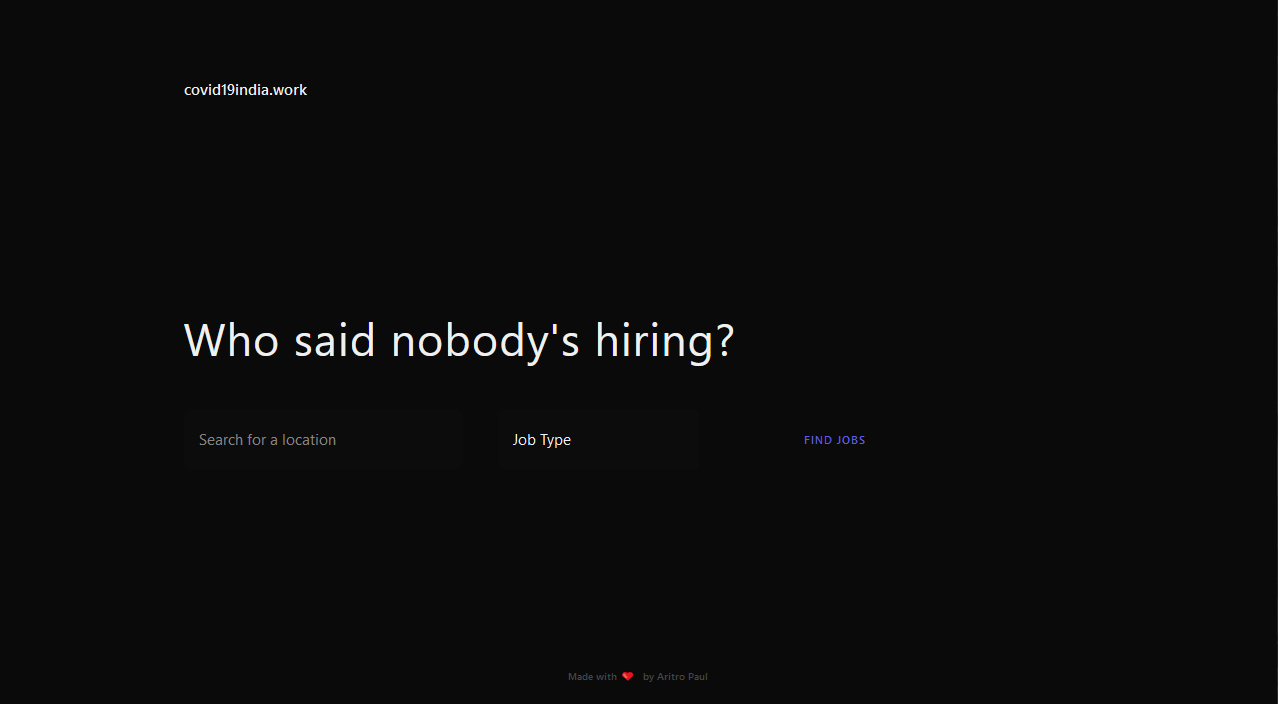 covid19india.work
Who said nobody's hiring?
Search for a location
Job Type
FIND JOBS
Made with ❤ by Aritro Paul